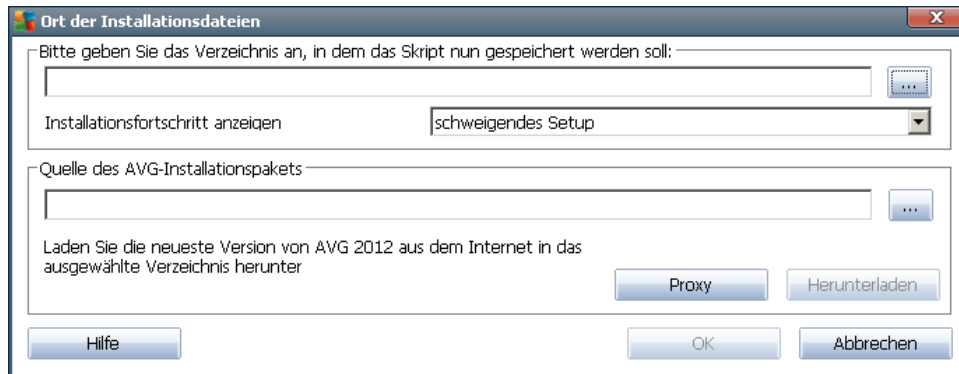 Ort der Installationsdateien
Bitte geben Sie das Verzeichnis an, in dem das Skript nun gespeichert werden soll:
...
Installationsfortschritt anzeigen schweigendes Setup
Quelle des AVG-Installationspakets
...
Laden Sie die neueste Version von AVG 2012 aus dem Internet in das
ausgewählte Verzeichnis herunter
Proxy Herunterladen
Hilfe OK Abbrechen